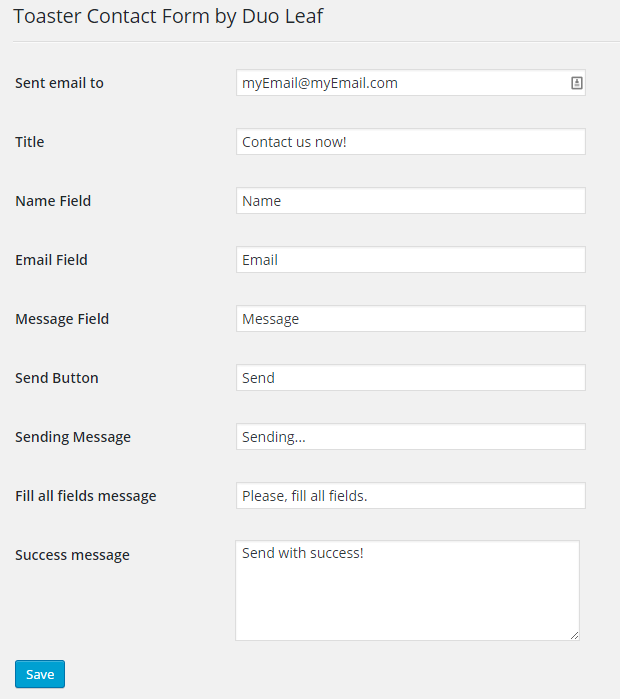 Toaster Contact Form by Duo Leaf
Sent email to myEmail@myEmail.com
Title Contact us now!
Name Field Name
Email Field Email
Message Field Message
Send Button Send
Sending Message Sending...
Fill all fields message Please, fill all fields.
Success message Send with success!
Save